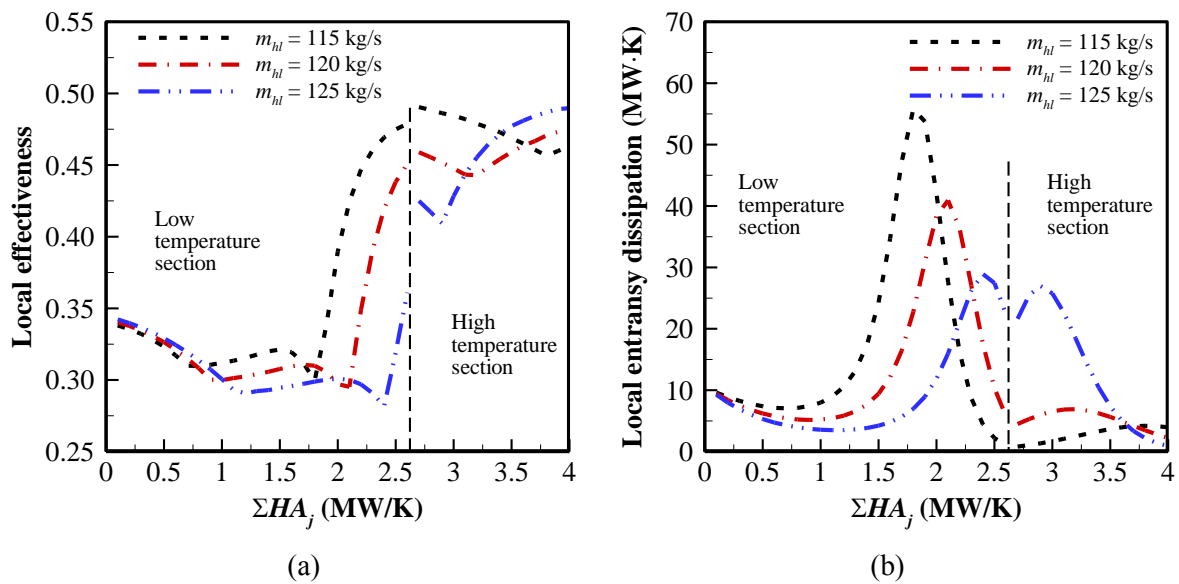 0.55
0.50
0.45
0.40
0.35
0.30
0.25
Local effectiveness
m_hl = 115 kg/s
m_hl = 120 kg/s
m_hl = 125 kg/s
Low
temperature
section
High
temperature
section
0 0.5 1 1.5 2 2.5 3 3.5 4
ΣHA_j (MW/K)
(a)
70
60
50
40
30
20
10
0
Local entransy dissipation (MW·K)
m_hl = 115 kg/s
m_hl = 120 kg/s
m_hl = 125 kg/s
Low
temperature
section
High
temperature
section
0 0.5 1 1.5 2 2.5 3 3.5 4
ΣHA_j (MW/K)
(b)